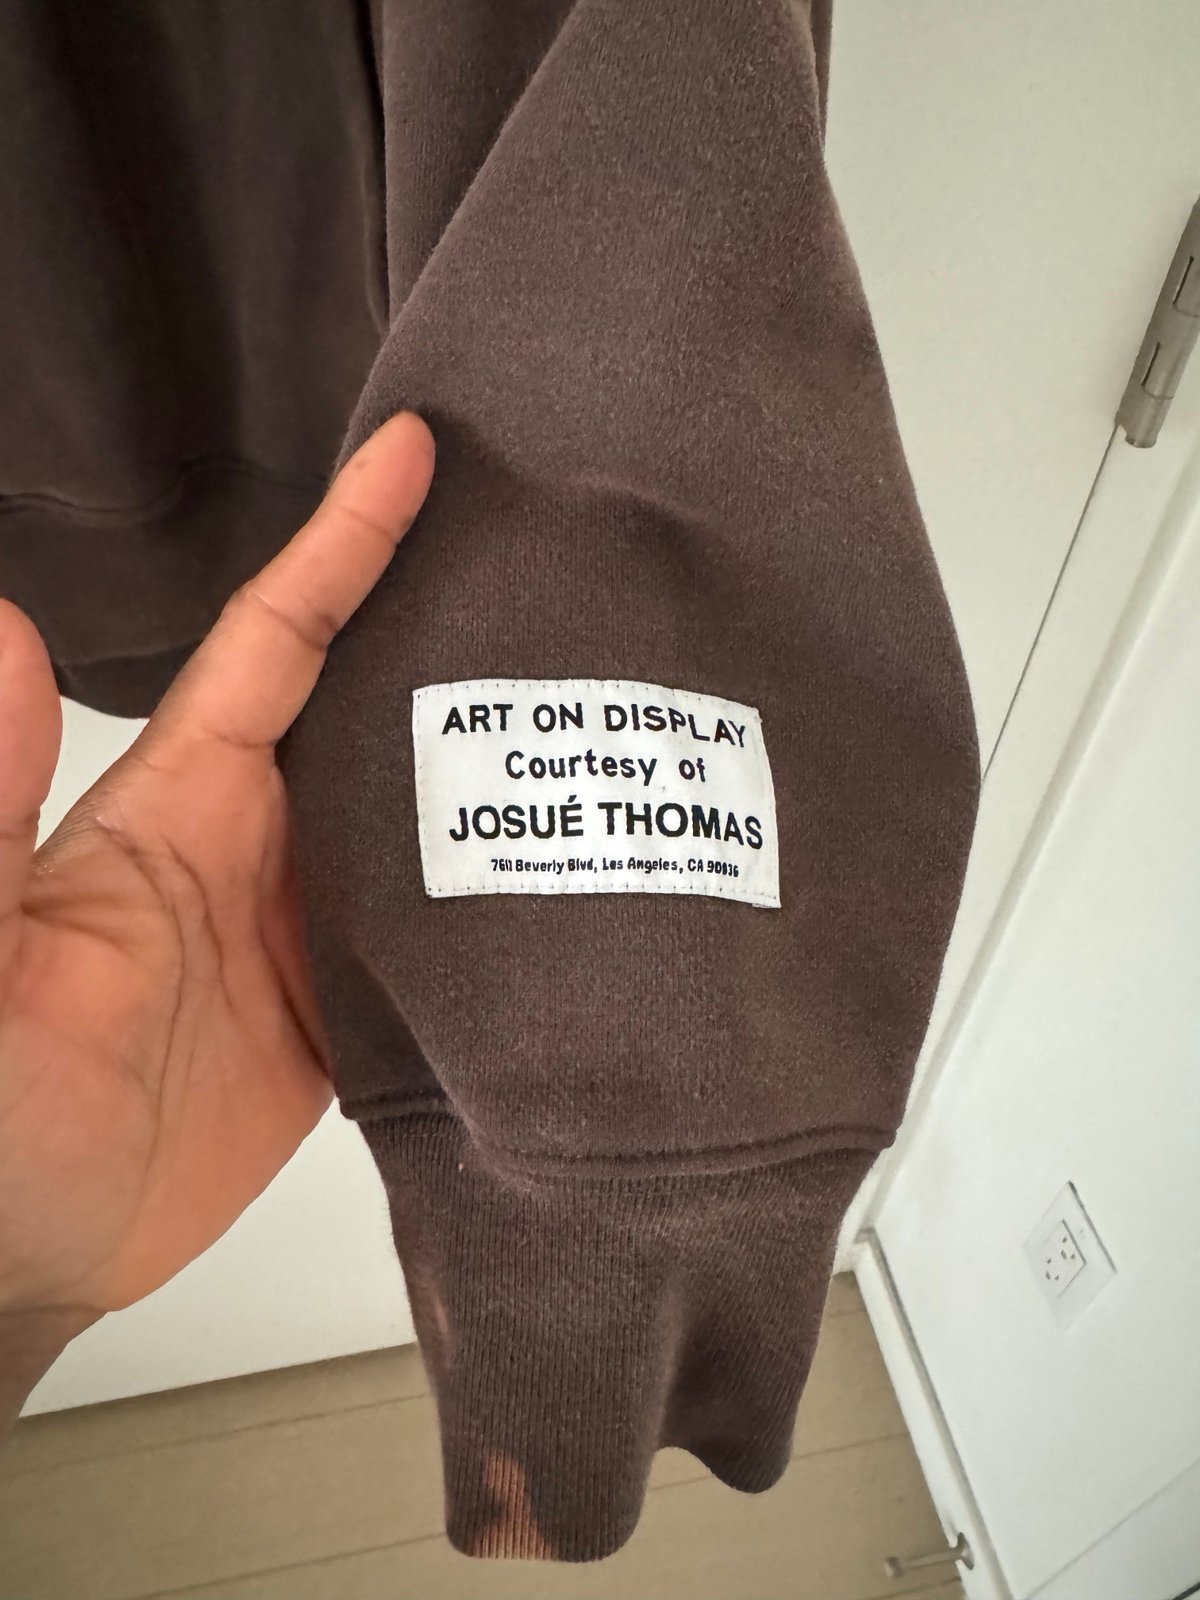 ART ON DISPLAY
Courtesy of
JOSUÉ THOMAS
7611 Beverly Blvd, Los Angeles, CA 90036